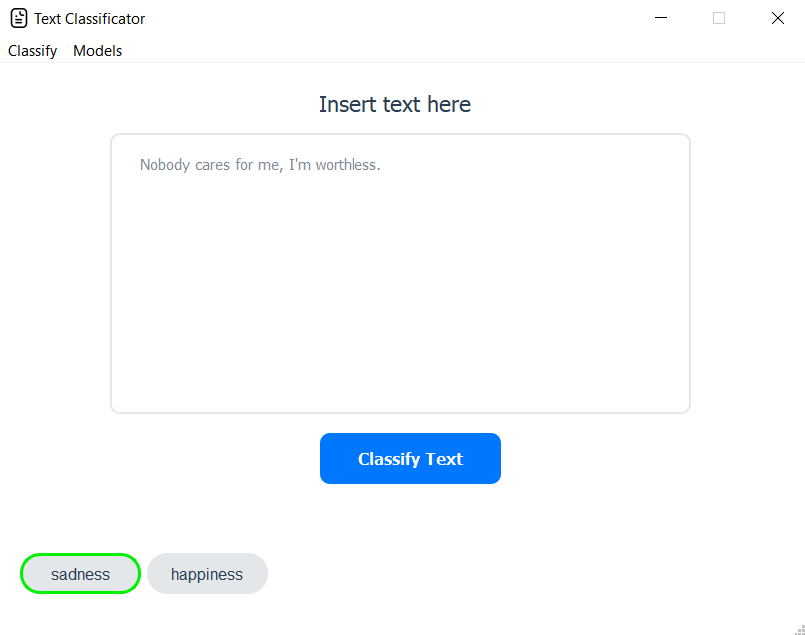 Text Classificator
Classify Models
Insert text here
Nobody cares for me, I'm worthless.
Classify Text
sadness happiness